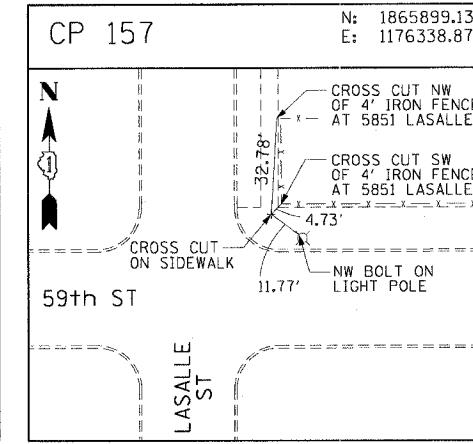 CP 157
N: 1865899.13
E: 1176338.87
N
1
CROSS CUT NW
OF 4' IRON FENCE
AT 5851 LASALLE
32.78'
CROSS CUT SW
OF 4' IRON FENCE
AT 5851 LASALLE
4.73'
CROSS CUT
ON SIDEWALK
11.77'
NW BOLT ON
LIGHT POLE
59th ST
LASALLE
ST